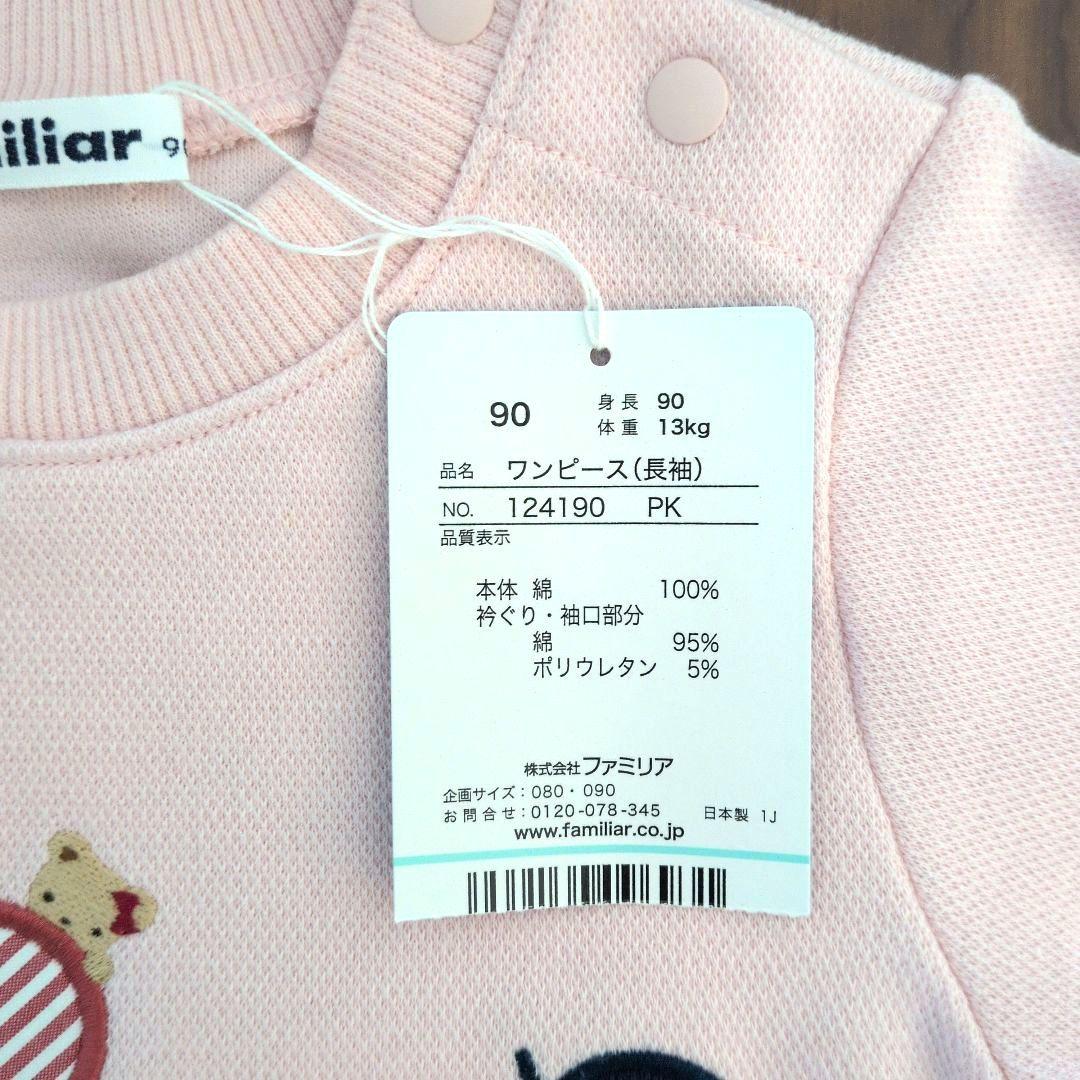 iliar 90
90
身長 90
体重 13kg
品名 ワンピース(長袖)
NO. 124190 PK
品質表示
本体 綿 100%
衿ぐり・袖口部分
綿 95%
ポリウレタン 5%
株式会社ファミリア
企画サイズ:080・090
お問合せ:0120-078-345 日本製 1J
www.familiar.co.jp